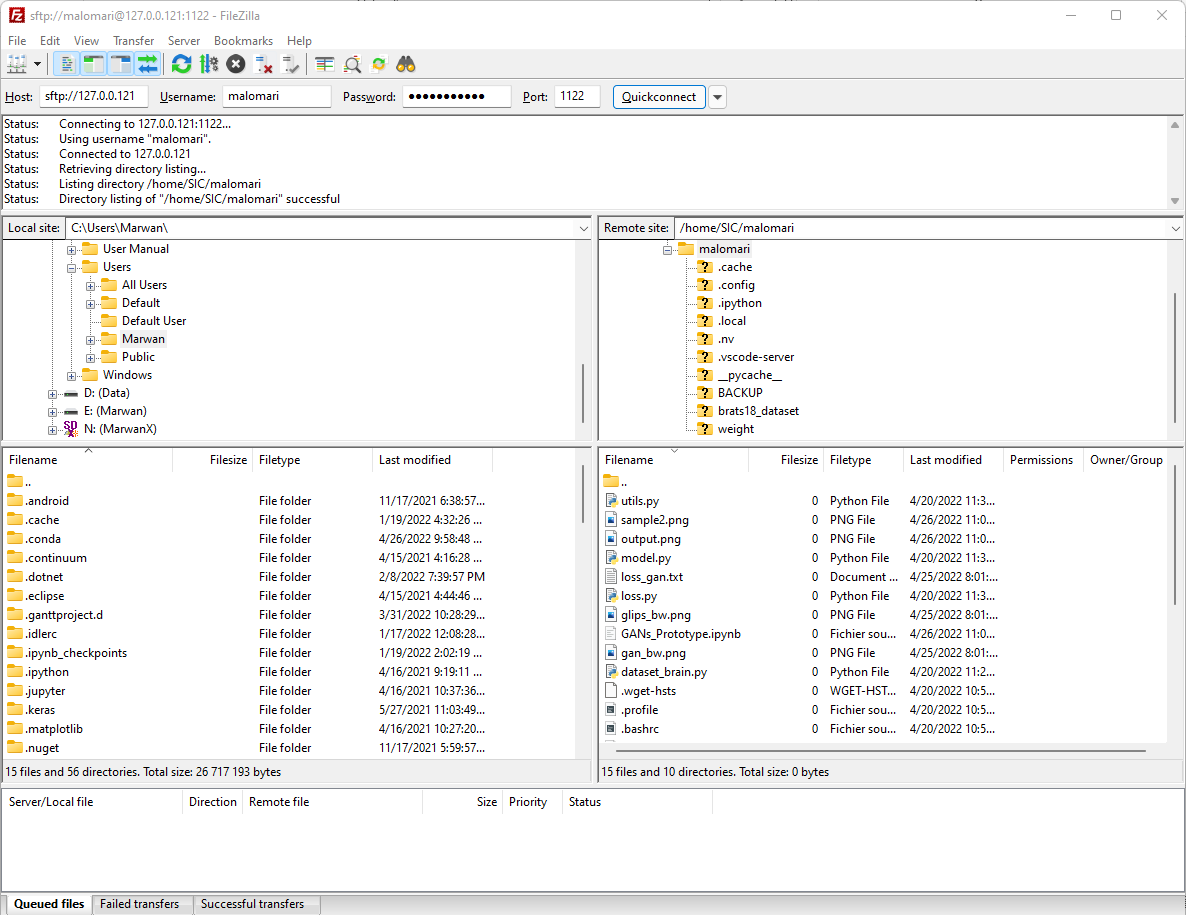 sftp://malomari@127.0.0.121:1122 - FileZilla
File Edit View Transfer Server Bookmarks Help
Host: sftp://127.0.0.121 Username: malomari Password: ●●●●●●●●●●● Port: 1122 Quickconnect
Status: Connecting to 127.0.0.121:1122...
Status: Using username "malomari".
Status: Connected to 127.0.0.121
Status: Retrieving directory listing...
Status: Listing directory /home/SIC/malomari
Status: Directory listing of "/home/SIC/malomari" successful
Local site: C:\Users\Marwan\
User Manual
Users
All Users
Default
Default User
Marwan
Public
Windows
D: (Data)
E: (Marwan)
N: (MarwanX)
Filename Filesize Filetype Last modified
..
.android File folder 11/17/2021 6:38:57...
.cache File folder 1/19/2022 4:32:26 ...
.conda File folder 4/26/2022 9:58:48 ...
.continuum File folder 4/15/2021 4:16:28 ...
.dotnet File folder 2/8/2022 7:39:57 PM
.eclipse File folder 4/15/2021 4:44:46 ...
.ganttproject.d File folder 3/31/2022 10:28:29...
.idlerc File folder 1/17/2022 12:08:28...
.ipynb_checkpoints File folder 1/19/2022 2:02:19 ...
.ipython File folder 4/16/2021 9:19:11 ...
.jupyter File folder 4/16/2021 10:37:36...
.keras File folder 5/27/2021 11:03:49...
.matplotlib File folder 4/16/2021 10:27:20...
.nuget File folder 11/17/2021 5:59:57...
15 files and 56 directories. Total size: 26 717 193 bytes
Remote site: /home/SIC/malomari
malomari
.cache
.config
.ipython
.local
.nv
.vscode-server
__pycache__
BACKUP
brats18_dataset
weight
Filename Filesize Filetype Last modified Permissions Owner/Group
..
utils.py 0 Python File 4/20/2022 11:3...
sample2.png 0 PNG File 4/26/2022 11:0...
output.png 0 PNG File 4/26/2022 11:0...
model.py 0 Python File 4/20/2022 11:3...
loss_gan.txt 0 Document ... 4/25/2022 8:01:...
loss.py 0 Python File 4/20/2022 11:3...
glips_bw.png 0 PNG File 4/25/2022 8:01:...
GANs_Prototype.ipynb 0 Fichier sou... 4/26/2022 11:0...
gan_bw.png 0 PNG File 4/25/2022 8:01:...
dataset_brain.py 0 Python File 4/20/2022 11:2...
.wget-hsts 0 WGET-HST... 4/20/2022 10:5...
.profile 0 Fichier sou... 4/20/2022 10:5...
.bashrc 0 Fichier sou... 4/20/2022 10:5...
15 files and 10 directories. Total size: 0 bytes
Server/Local file Direction Remote file Size Priority Status
Queued files Failed transfers Successful transfers